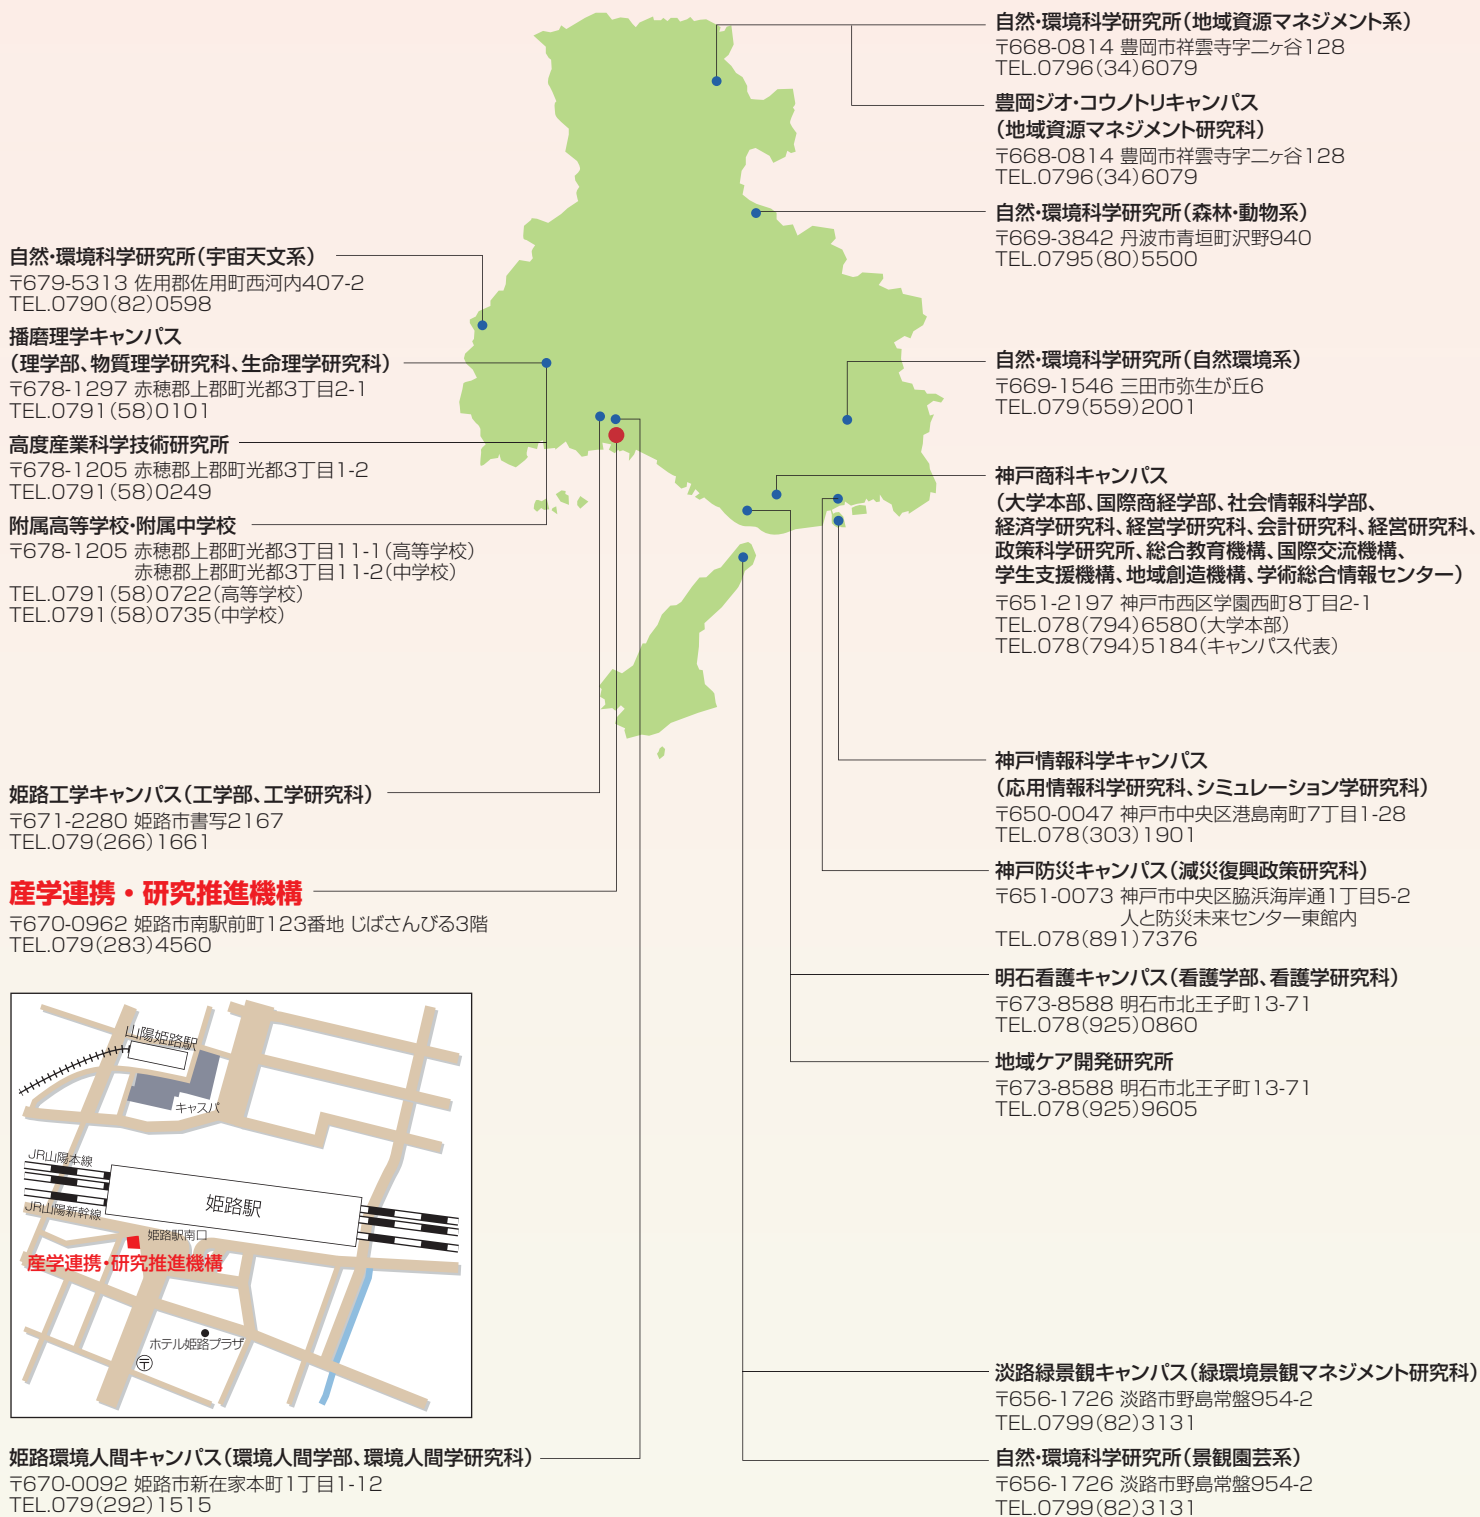 自然・環境科学研究所（地域資源マネジメント系）
〒668-0814 豊岡市祥雲寺字二ヶ谷128
TEL.0796（34）6079
豊岡ジオ・コウノトリキャンパス
（地域資源マネジメント研究科）
〒668-0814 豊岡市祥雲寺字二ヶ谷128
TEL.0796（34）6079
自然・環境科学研究所（森林・動物系）
〒669-3842 丹波市青垣町沢野940
TEL.0795（80）5500
自然・環境科学研究所（自然環境系）
〒669-1546 三田市弥生が丘6
TEL.079（559）2001
神戸商科キャンパス
（大学本部、国際商経学部、社会情報科学部、
経済学研究科、経営学研究科、会計研究科、経営研究科、
政策科学研究所、総合教育機構、国際交流機構、
学生支援機構、地域創造機構、学術総合情報センター）
〒651-2197 神戸市西区学園西町8丁目2-1
TEL.078（794）6580（大学本部）
TEL.078（794）5184（キャンパス代表）
神戸情報科学キャンパス
（応用情報科学研究科、シミュレーション学研究科）
〒650-0047 神戸市中央区港島南町7丁目1-28
TEL.078（303）1901
神戸防災キャンパス（減災復興政策研究科）
〒651-0073 神戸市中央区脇浜海岸通1丁目5-2
人と防災未来センター東館内
TEL.078（891）7376
明石看護キャンパス（看護学部、看護学研究科）
〒673-8588 明石市北王子町13-71
TEL.078（925）0860
地域ケア開発研究所
〒673-8588 明石市北王子町13-71
TEL.078（925）9605
淡路緑景観キャンパス（緑環境景観マネジメント研究科）
〒656-1726 淡路市野島常盤954-2
TEL.0799（82）3131
自然・環境科学研究所（景観園芸系）
〒656-1726 淡路市野島常盤954-2
TEL.0799（82）3131
自然・環境科学研究所（宇宙天文系）
〒679-5313 佐用郡佐用町西河内407-2
TEL.0790（82）0598
播磨理学キャンパス
（理学部、物質理学研究科、生命理学研究科）
〒678-1297 赤穂郡上郡町光都3丁目2-1
TEL.0791（58）0101
高度産業科学技術研究所
〒678-1205 赤穂郡上郡町光都3丁目1-2
TEL.0791（58）0249
附属高等学校・附属中学校
〒678-1205 赤穂郡上郡町光都3丁目11-1（高等学校）
赤穂郡上郡町光都3丁目11-2（中学校）
TEL.0791（58）0722（高等学校）
TEL.0791（58）0735（中学校）
姫路工学キャンパス（工学部、工学研究科）
〒671-2280 姫路市書写2167
TEL.079（266）1661
産学連携・研究推進機構
〒670-0962 姫路市南駅前町123番地 じばさんびる3階
TEL.079（283）4560
山陽姫路駅
キャスパ
JR山陽本線
姫路駅
JR山陽新幹線
姫路駅南口
産学連携・研究推進機構
ホテル姫路プラザ
〒
姫路環境人間キャンパス（環境人間学部、環境人間学研究科）
〒670-0092 姫路市新在家本町1丁目1-12
TEL.079（292）1515